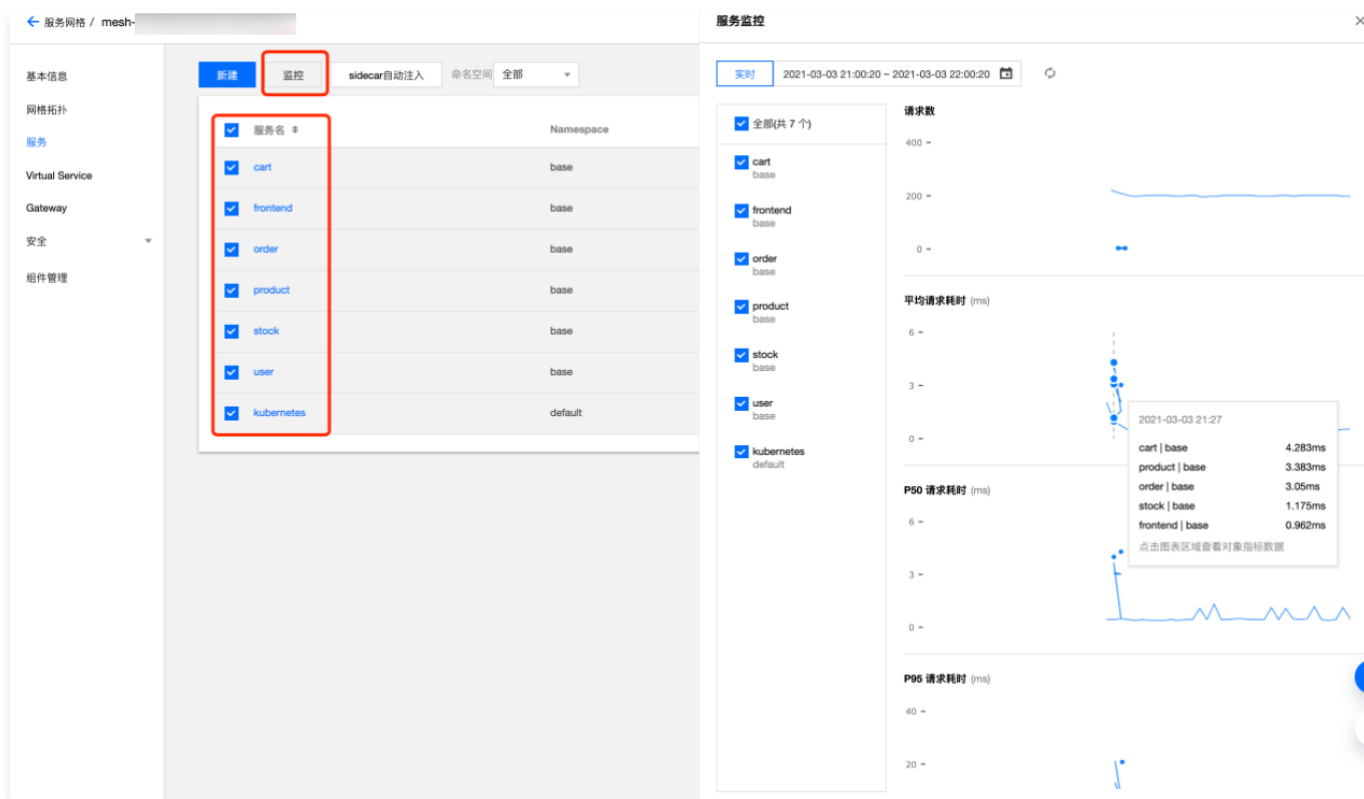 服务网格 / mesh-
基本信息
网格拓扑
服务
Virtual Service
Gateway
安全
组件管理
新建 监控 sidecar自动注入 命名空间 全部
服务名 Namespace
cart base
frontend base
order base
product base
stock base
user base
kubernetes default
服务监控
实时 2021-03-03 21:00:20 ~ 2021-03-03 22:00:20
全部(共 7 个)
cart
base
frontend
base
order
base
product
base
stock
base
user
base
kubernetes
default
请求数
400
200
0
平均请求耗时 (ms)
6
3
0
2021-03-03 21:27
cart | base 4.283ms
product | base 3.383ms
order | base 3.05ms
stock | base 1.175ms
frontend | base 0.962ms
点击图表区域查看对象指标数据
P50 请求耗时 (ms)
6
3
0
P95 请求耗时 (ms)
40
20